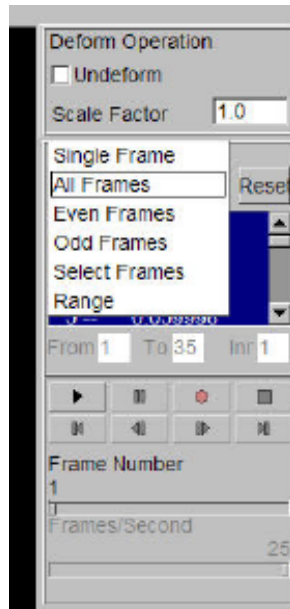 Deform Operation
Undeform
Scale Factor 1.0
Single Frame
All Frames Reset
Even Frames
Odd Frames
Select Frames
Range
From 1 To 35 Inr 1
Frame Number
1
Frames/Second
25